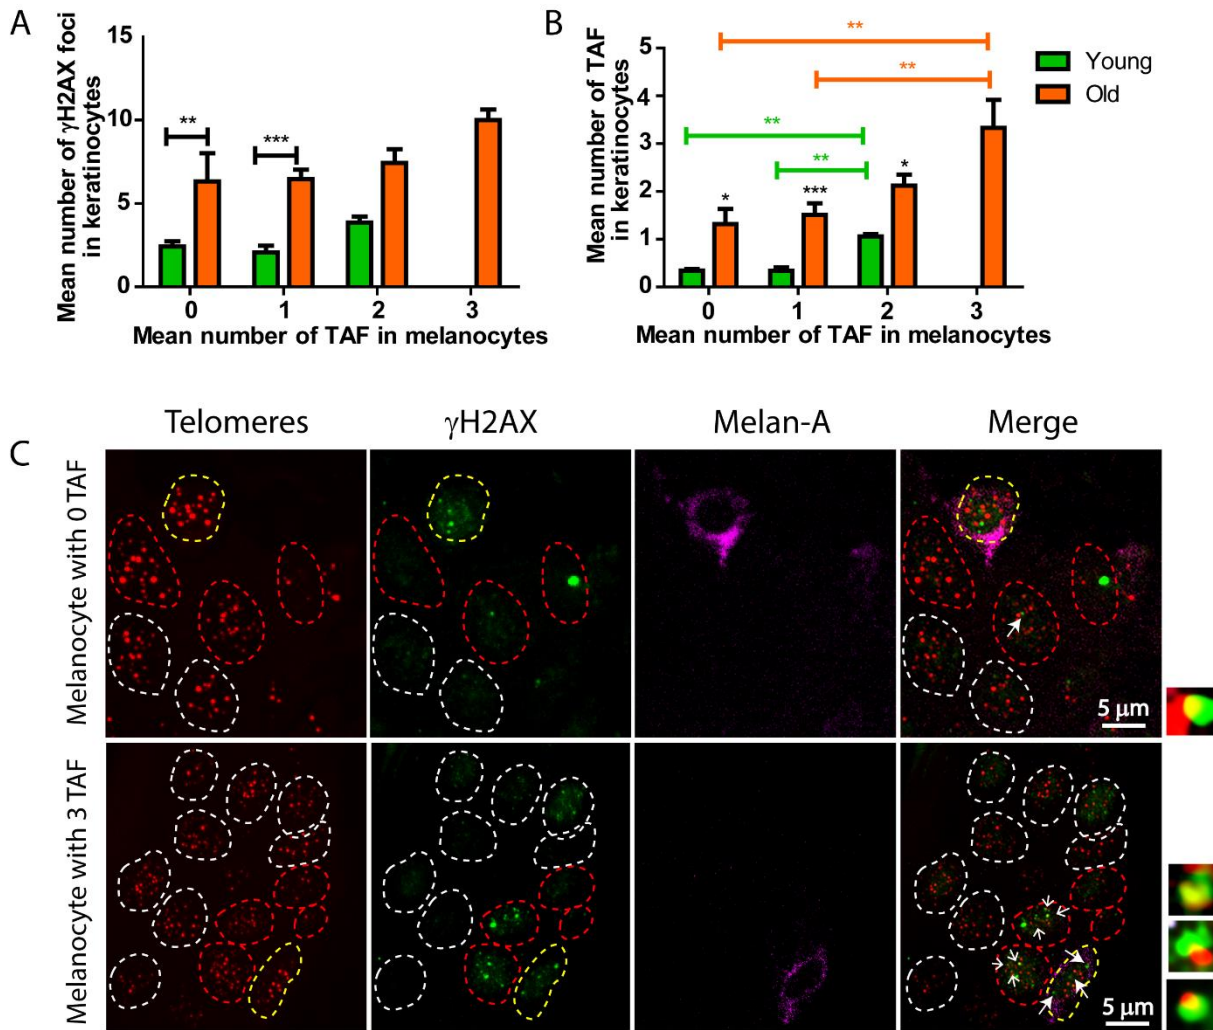 A
Mean number of γH2AX foci
in keratinocytes
15
10
5
0
**
***
0 1 2 3
Mean number of TAF in melanocytes
B
Mean number of TAF
in keratinocytes
5
4
3
2
1
0
**
**
**
**
*
***
*
0 1 2 3
Mean number of TAF in melanocytes
Young
Old
C
Telomeres γH2AX Melan-A Merge
Melanocyte with 0 TAF
5 µm
Melanocyte with 3 TAF
5 µm